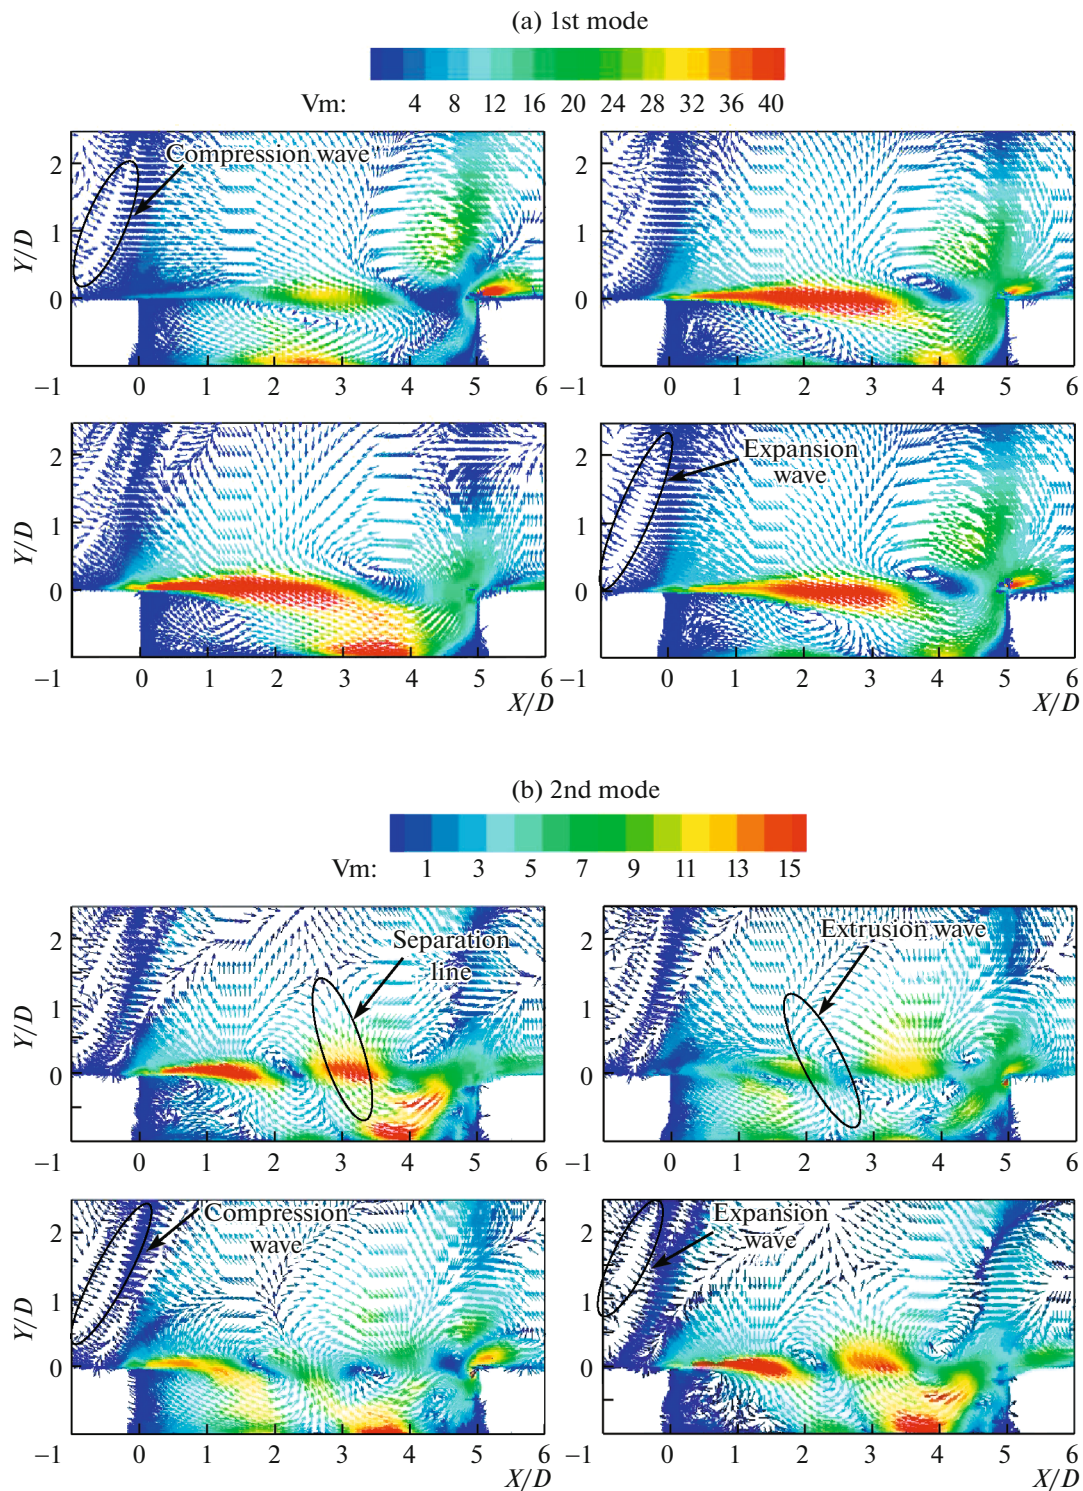 (a) 1st mode
Vm: 4 8 12 16 20 24 28 32 36 40
Compression wave
Y/D
2
1
0
−1 0 1 2 3 4 5 6
2
1
0
−1 0 1 2 3 4 5 6
Y/D
2
1
0
−1 0 1 2 3 4 5 6
X/D
Expansion
wave
2
1
0
−1 0 1 2 3 4 5 6
X/D
(b) 2nd mode
Vm: 1 3 5 7 9 11 13 15
Separation
line
Y/D
2
1
0
−1 0 1 2 3 4 5 6
Extrusion wave
2
1
0
−1 0 1 2 3 4 5 6
Compression
wave
Y/D
2
1
0
−1 0 1 2 3 4 5 6
X/D
Expansion
wave
2
1
0
−1 0 1 2 3 4 5 6
X/D